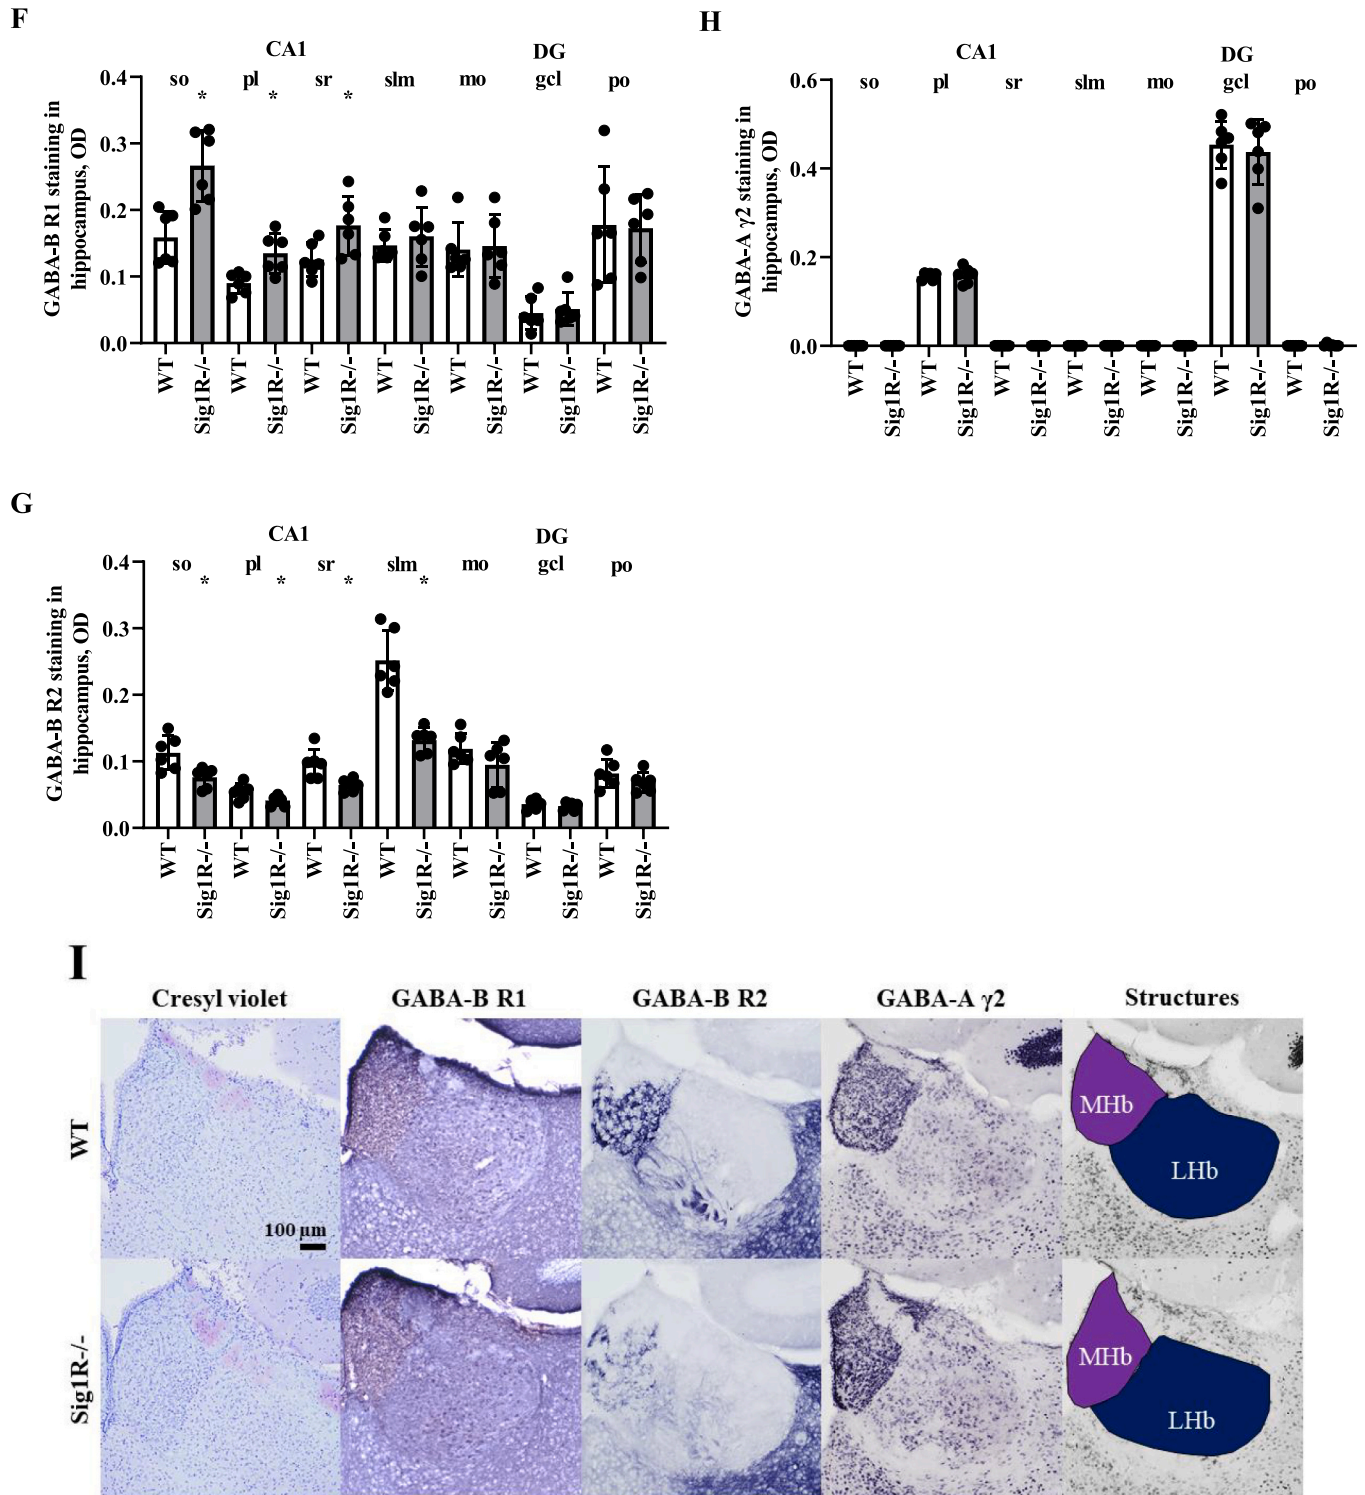 F
CA1
DG
so
pl
sr
slm
mo
gcl
po
*
*
*
GABA-B R1 staining in
hippocampus, OD
0.4
0.3
0.2
0.1
0.0
WT
Sig1R-/-
WT
Sig1R-/-
WT
Sig1R-/-
WT
Sig1R-/-
WT
Sig1R-/-
WT
Sig1R-/-
WT
Sig1R-/-
H
CA1
DG
so
pl
sr
slm
mo
gcl
po
GABA-A γ2 staining in
hippocampus, OD
0.6
0.4
0.2
0.0
WT
Sig1R-/-
WT
Sig1R-/-
WT
Sig1R-/-
WT
Sig1R-/-
WT
Sig1R-/-
WT
Sig1R-/-
WT
Sig1R-/-
G
CA1
DG
so
pl
sr
slm
mo
gcl
po
*
*
*
*
GABA-B R2 staining in
hippocampus, OD
0.4
0.3
0.2
0.1
0.0
WT
Sig1R-/-
WT
Sig1R-/-
WT
Sig1R-/-
WT
Sig1R-/-
WT
Sig1R-/-
WT
Sig1R-/-
WT
Sig1R-/-
I
Cresyl violet
GABA-B R1
GABA-B R2
GABA-A γ2
Structures
WT
100 μm
MHb
LHb
Sig1R-/-
MHb
LHb